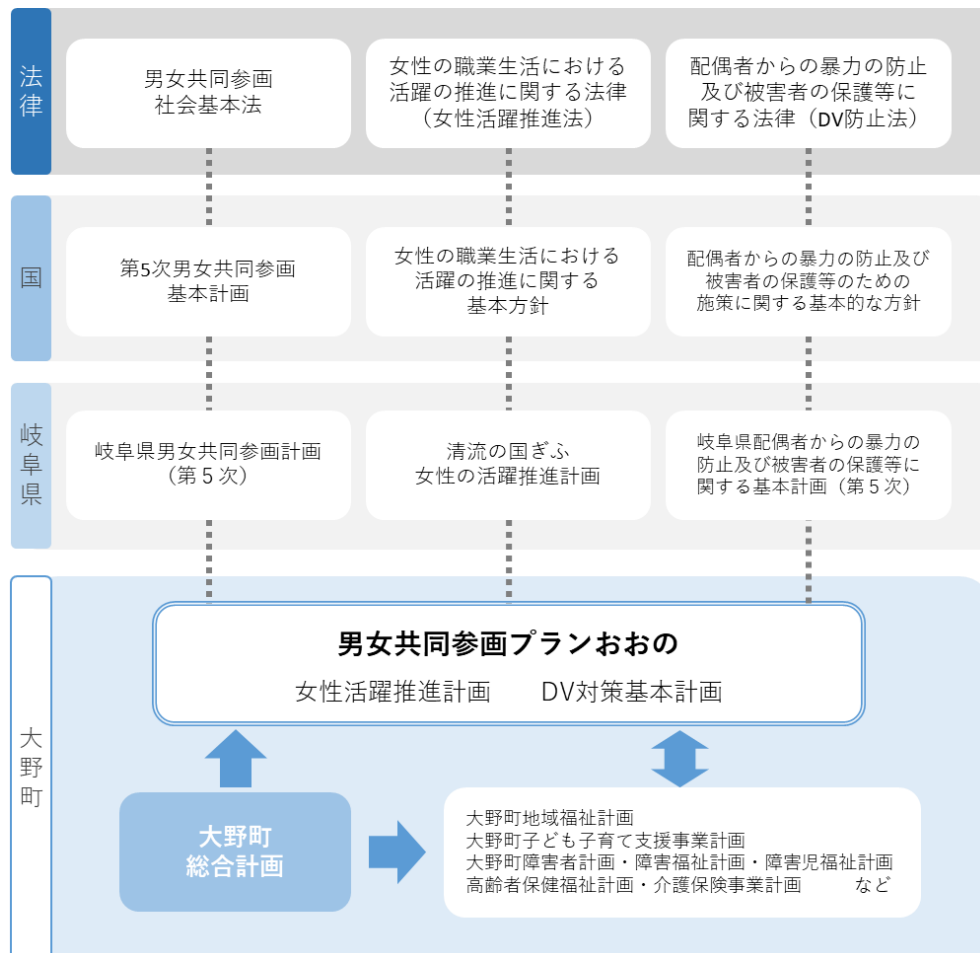 法律
男女共同参画
社会基本法
女性の職業生活における
活躍の推進に関する法律
（女性活躍推進法）
配偶者からの暴力の防止
及び被害者の保護等に
関する法律（DV防止法）
国
第5次男女共同参画
基本計画
女性の職業生活における
活躍の推進に関する
基本方針
配偶者からの暴力の防止及び
被害者の保護等のための
施策に関する基本的な方針
岐阜県
岐阜県男女共同参画計画
（第５次）
清流の国ぎふ
女性の活躍推進計画
岐阜県配偶者からの暴力の
防止及び被害者の保護等に
関する基本計画（第５次）
大野町
男女共同参画プランおおの
女性活躍推進計画　　DV対策基本計画
大野町
総合計画
大野町地域福祉計画
大野町子ども子育て支援事業計画
大野町障害者計画・障害福祉計画・障害児福祉計画
高齢者保健福祉計画・介護保険事業計画　　など